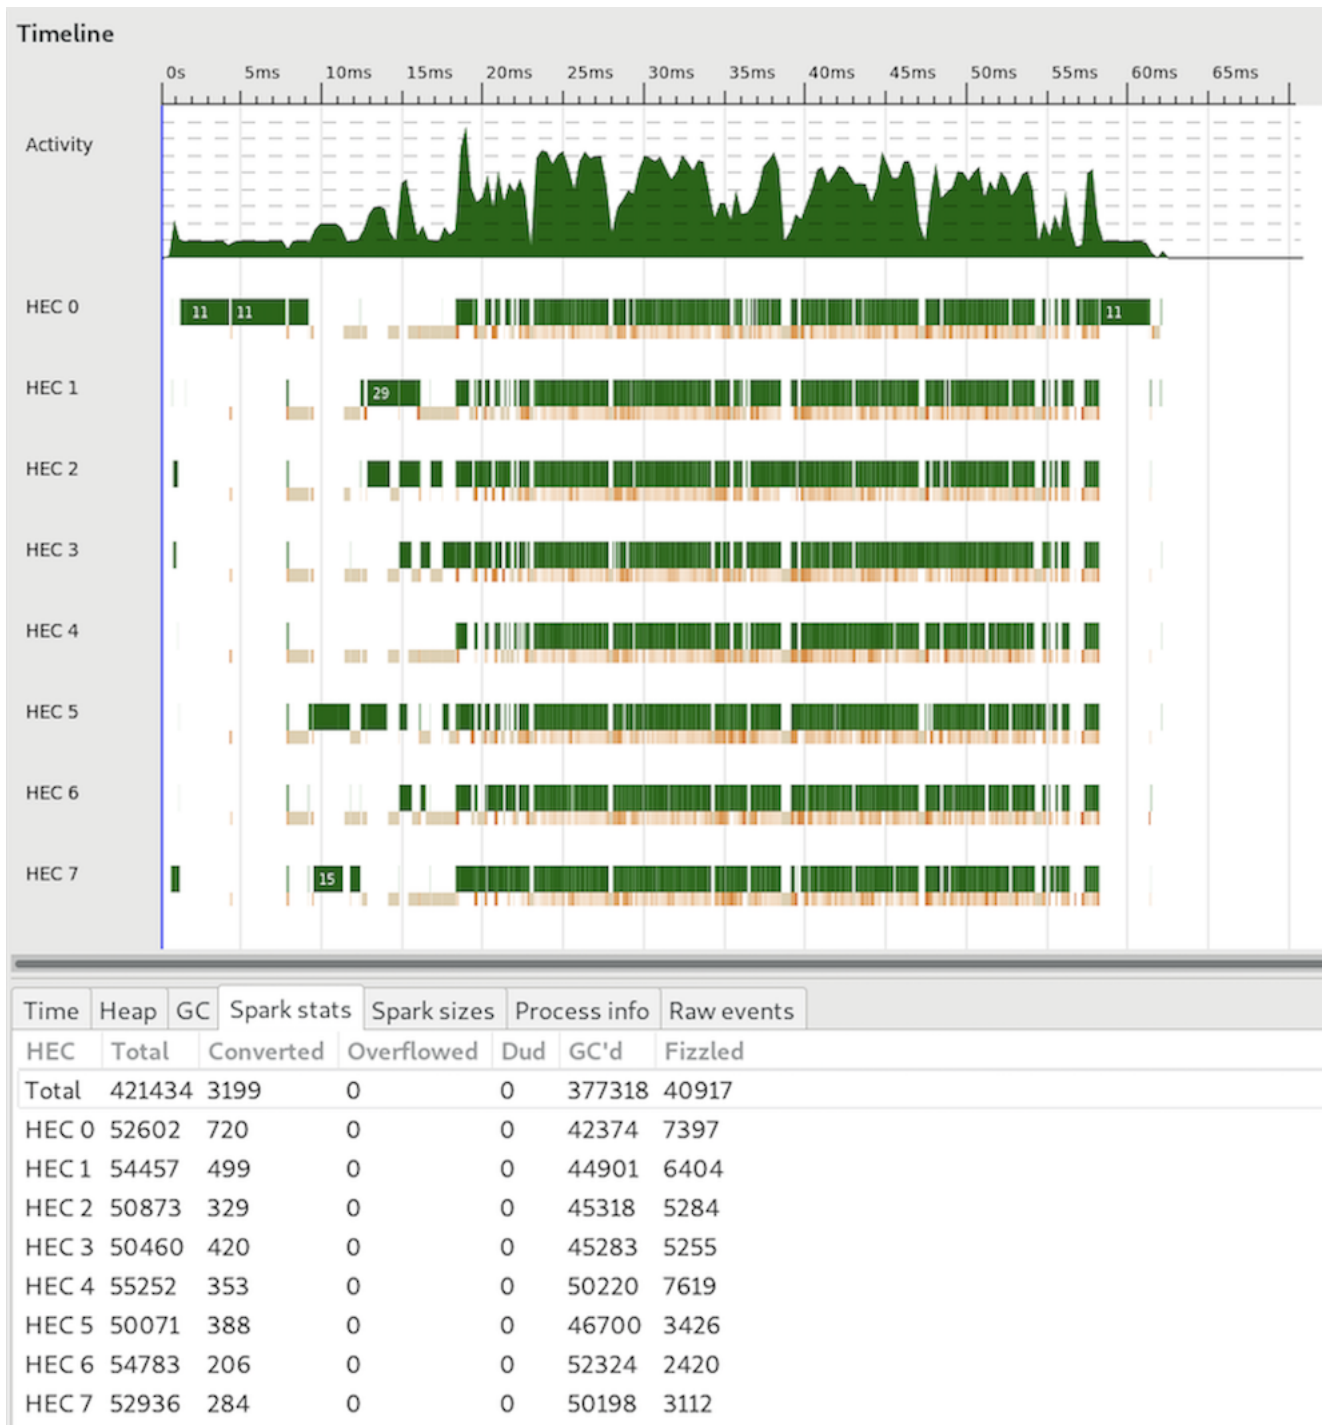 Timeline
0s 5ms 10ms 15ms 20ms 25ms 30ms 35ms 40ms 45ms 50ms 55ms 60ms 65ms
Activity
HEC 0 11 11 11
HEC 1 29
HEC 2
HEC 3
HEC 4
HEC 5
HEC 6
HEC 7 15
Time Heap GC Spark stats Spark sizes Process info Raw events
HEC Total Converted Overflowed Dud GC'd Fizzled
Total 421434 3199 0 0 377318 40917
HEC 0 52602 720 0 0 42374 7397
HEC 1 54457 499 0 0 44901 6404
HEC 2 50873 329 0 0 45318 5284
HEC 3 50460 420 0 0 45283 5255
HEC 4 55252 353 0 0 50220 7619
HEC 5 50071 388 0 0 46700 3426
HEC 6 54783 206 0 0 52324 2420
HEC 7 52936 284 0 0 50198 3112